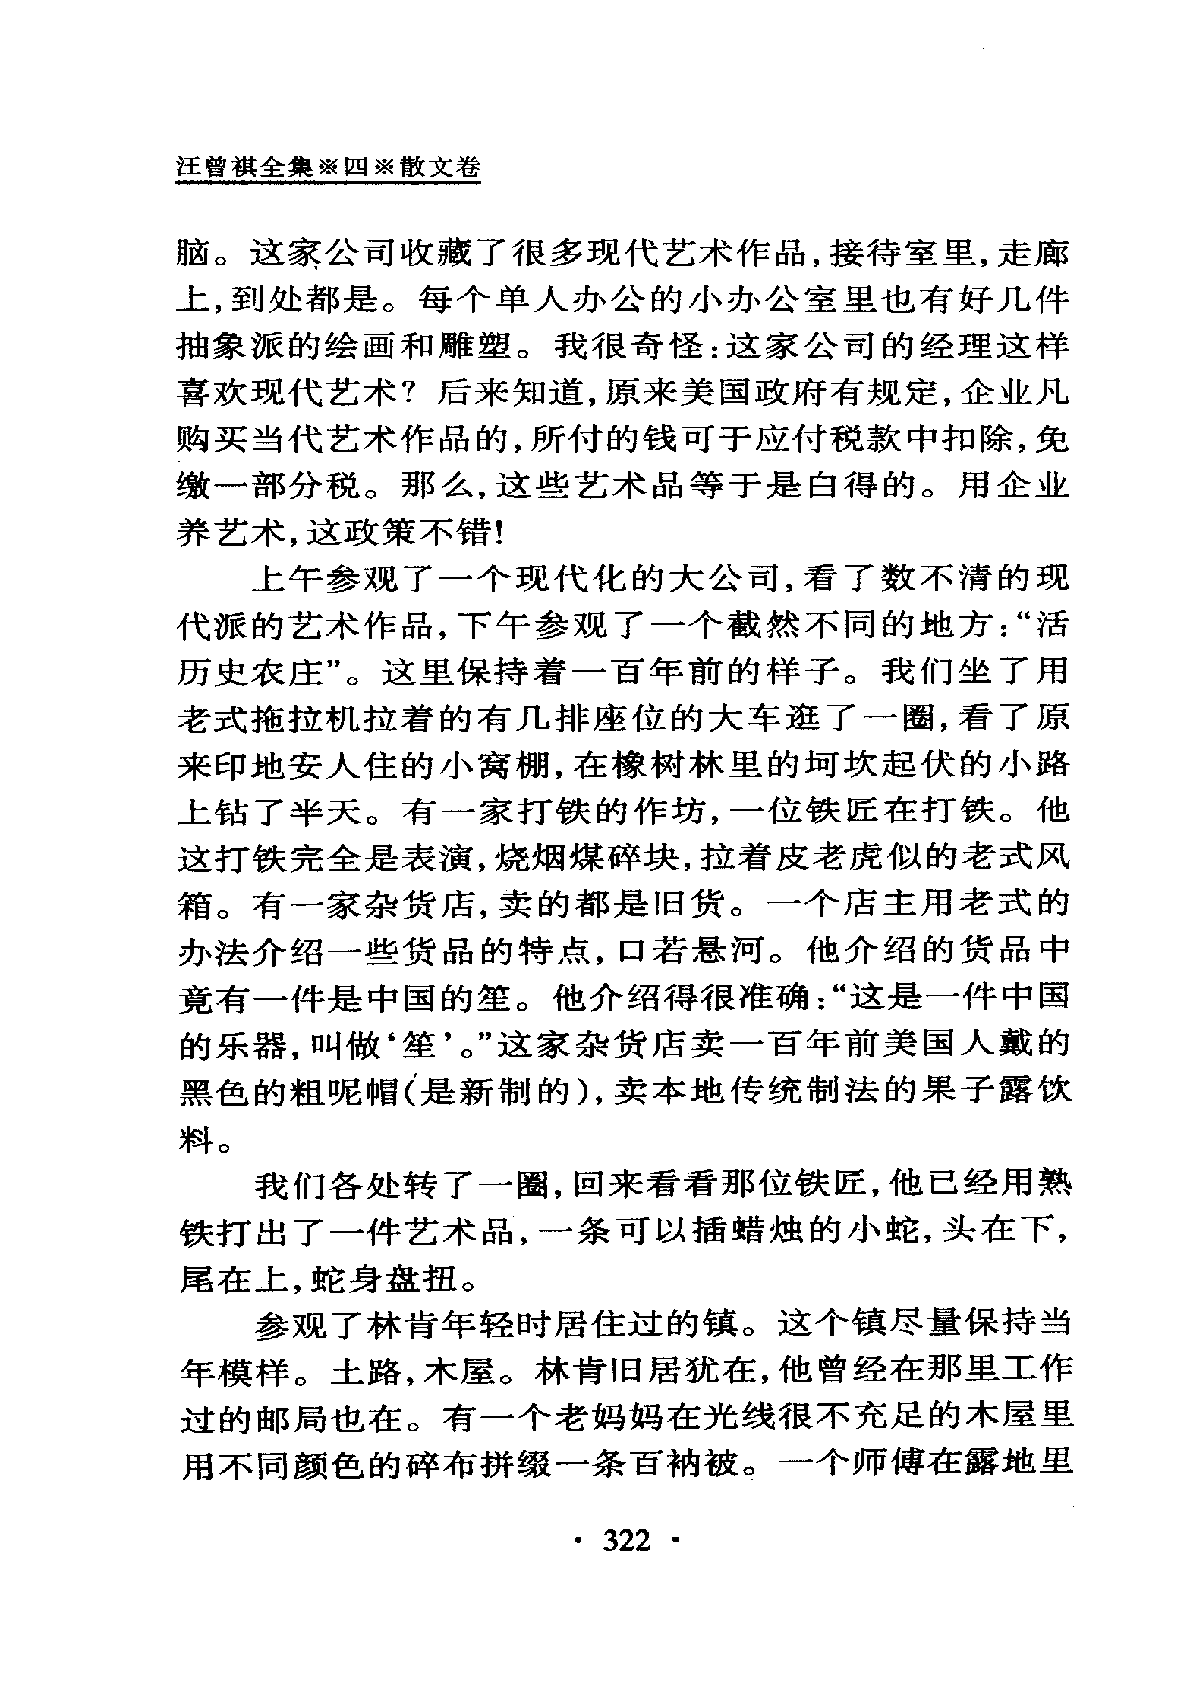 汪曾祺全集※四※散文卷
脑。这家公司收藏了很多现代艺术作品,接待室里,走廊
上,到处都是。每个单人办公的小办公室里也有好几件
抽象派的绘画和雕塑。我很奇怪:这家公司的经理这样
喜欢现代艺术?后来知道,原来美国政府有规定,企业凡
购买当代艺术作品的,所付的钱可于应付税款中扣除,免
缴一部分税。那么,这些艺术品等于是白得的。用企业
养艺术,这政策不错!
上午参观了一个现代化的大公司,看了数不清的现
代派的艺术作品,下午参观了一个截然不同的地方:“活
历史农庄”。这里保持着一百年前的样子。我们坐了用
老式拖拉机拉着的有几排座位的大车逛了一圈,看了原
来印地安人住的小窝棚,在橡树林里的坷坎起伏的小路
上钻了半天。有一家打铁的作坊,一位铁匠在打铁。他
这打铁完全是表演,烧烟煤碎块,拉着皮老虎似的老式风
箱。有一家杂货店,卖的都是旧货。一个店主用老式的
办法介绍一些货品的特点,口若悬河。他介绍的货品中
竟有一件是中国的笙。他介绍得很准确:“这是一件中国
的乐器,叫做‘笙’。”这家杂货店卖一百年前美国人戴的
黑色的粗呢帽(是新制的),卖本地传统制法的果子露饮
料。
我们各处转了一圈,回来看看那位铁匠,他已经用熟
铁打出了一件艺术品,一条可以插蜡烛的小蛇,头在下,
尾在上,蛇身盘扭。
参观了林肯年轻时居住过的镇。这个镇尽量保持当
年模样。土路,木屋。林肯旧居犹在,他曾经在那里工作
过的邮局也在。有一个老妈妈在光线很不充足的木屋里
用不同颜色的碎布拼缀一条百衲被。一个师傅在露地里
· 322 ·